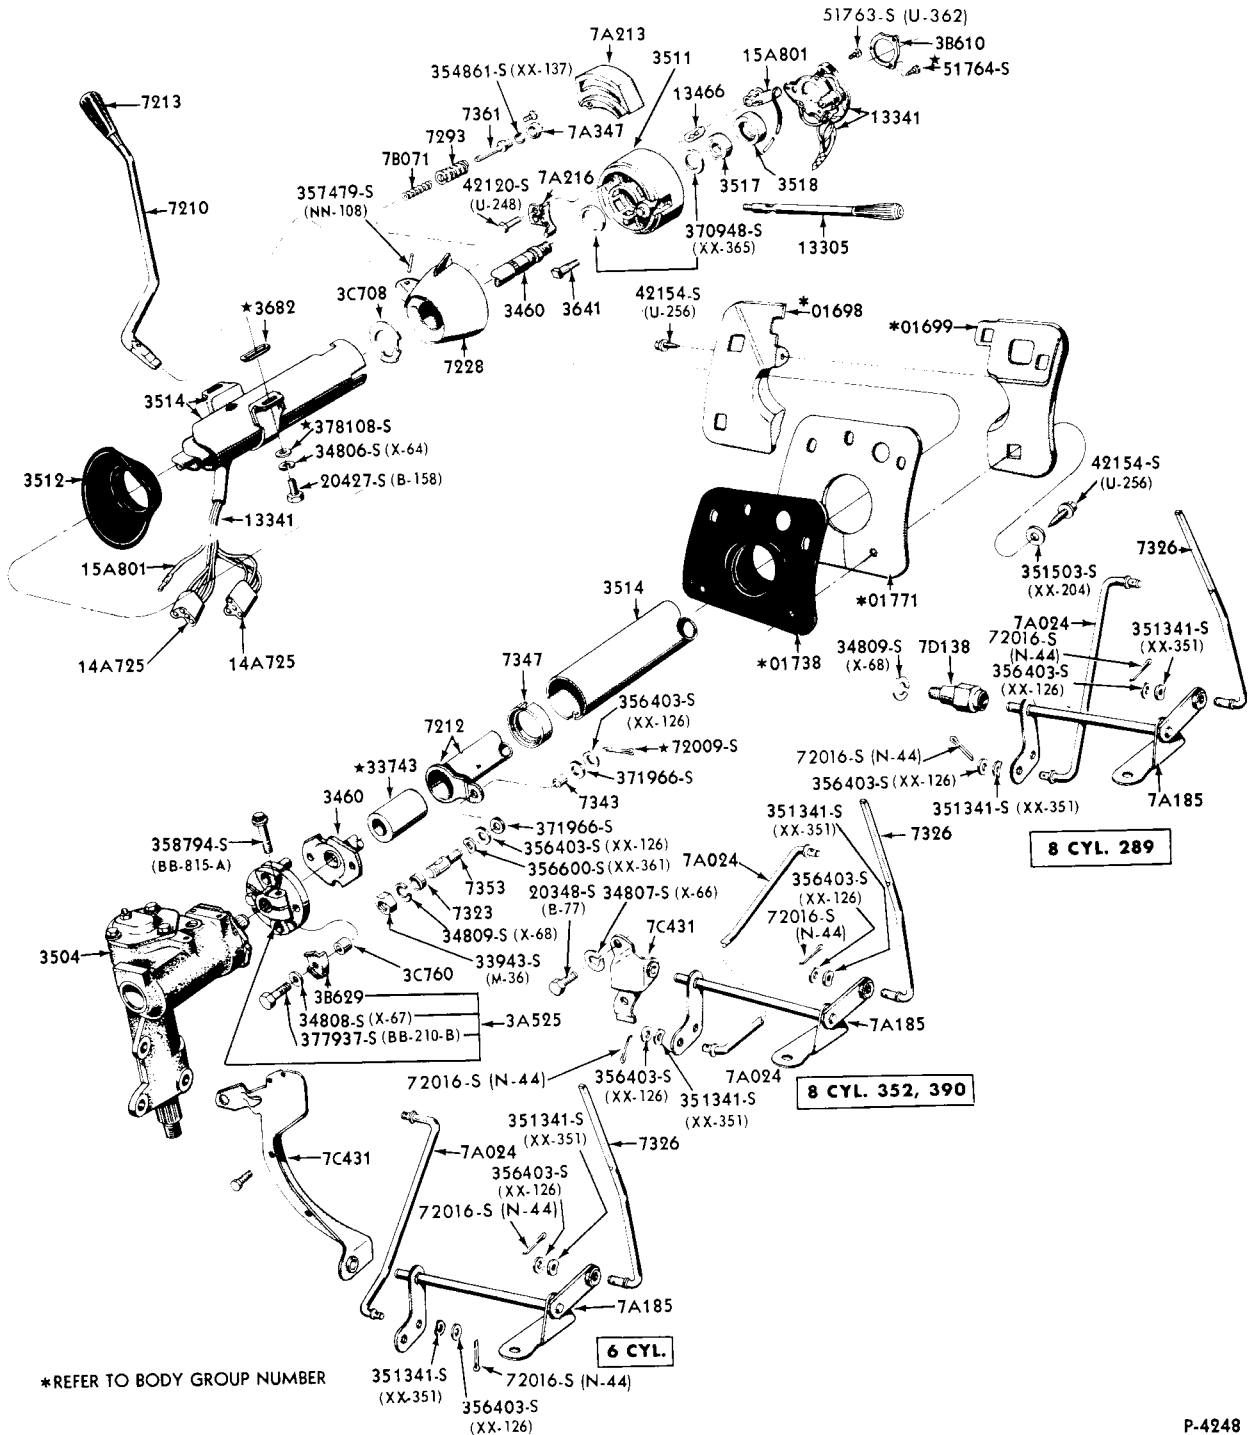 51763-S (U-362)
7A213
3B610
3511
15A801
★51764-S
354861-S (XX-137)
7213
13466
7361
13341
7A347
7293
7B071
7A216
3517
3518
357479-S
(NN-108)
42120-S
(U-248)
7210
370948-S
(XX-365)
13305
3C708
3460
3641
42154-S
(U-256)
*01698
*01699
★3682
7228
3514
★378108-S
34806-S (X-64)
3512
20427-S (B-158)
42154-S
(U-256)
13341
7326
15A801
351503-S
(XX-204)
3514
*01771
7A024
351341-S
(XX-351)
72016-S
(N-44)
14A725
14A725
*01738
34809-S
(X-68)
7D138
356403-S
(XX-126)
7347
356403-S
(XX-126)
7212
★72009-S
72016-S (N-44)
★33743
371966-S
356403-S (XX-126)
7343
7A185
3460
351341-S (XX-351)
351341-S
(XX-351)
371966-S
7326
358794-S
(BB-815-A)
356403-S (XX-126)
8 CYL. 289
7A024
356600-S (XX-361)
356403-S
(XX-126)
7353
20348-S
(B-77)
34807-S (X-66)
7323
72016-S
(N-44)
34809-S (X-68)
7C431
3504
33943-S
(M-36)
3C760
3B629
34808-S (X-67)
3A525
7A185
377937-S (BB-210-B)
72016-S (N-44)
356403-S
(XX-126)
7A024
8 CYL. 352, 390
351341-S
(XX-351)
351341-S
(XX-351)
7326
7C431
7A024
356403-S
(XX-126)
72016-S (N-44)
7A185
6 CYL.
351341-S
(XX-351)
72016-S (N-44)
*REFER TO BODY GROUP NUMBER
356403-S
(XX-126)
P-4248